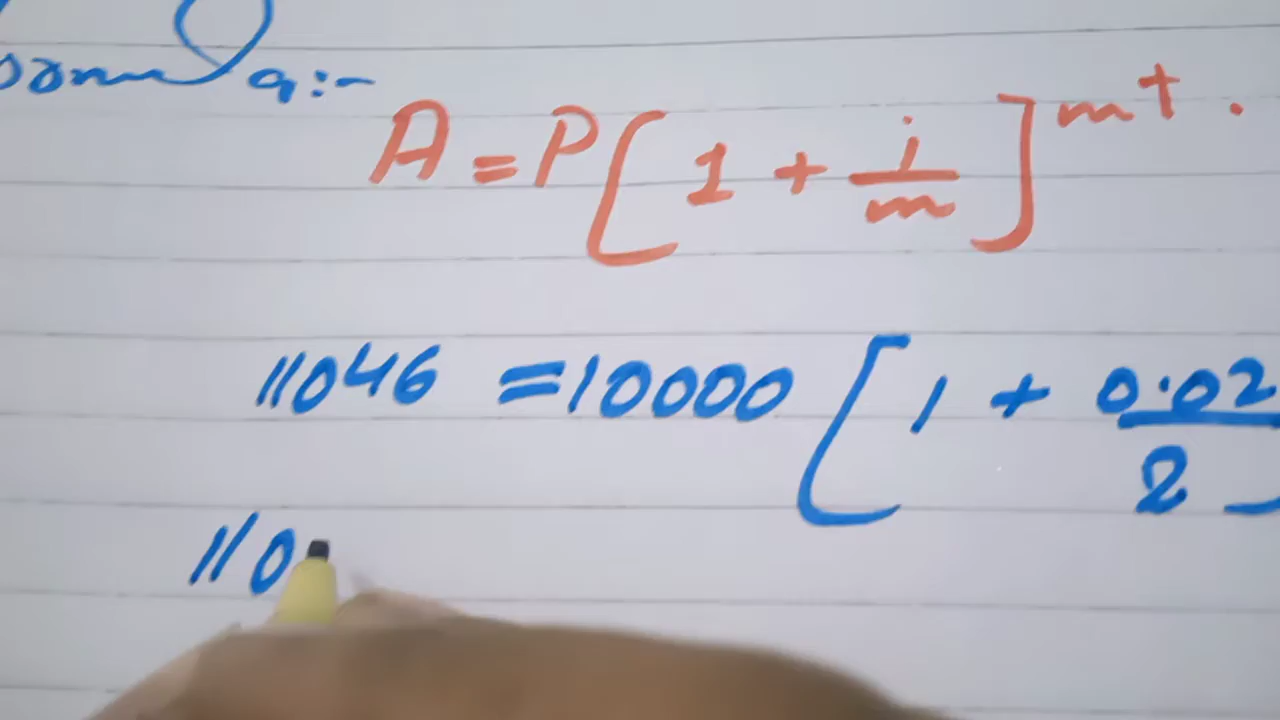 A = P [ 1 + i/m ]^mt .
11046 = 10000 [ 1 + 0.02/2
110